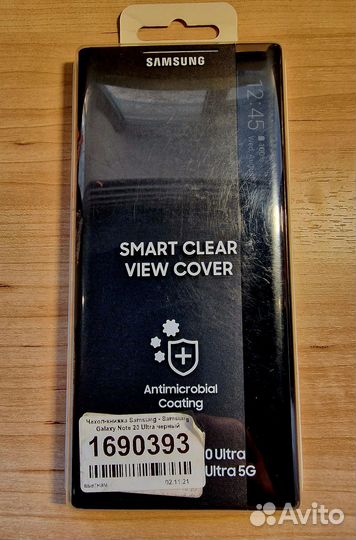 SAMSUNG
12:45
100%
SMART CLEAR
VIEW COVER
Antimicrobial
Coating
Чехол-книжка Samsung - Samsung
Galaxy Note 20 Ultra черный
1690393
02.11.21
0 Ultra
Ultra 5G
Avito